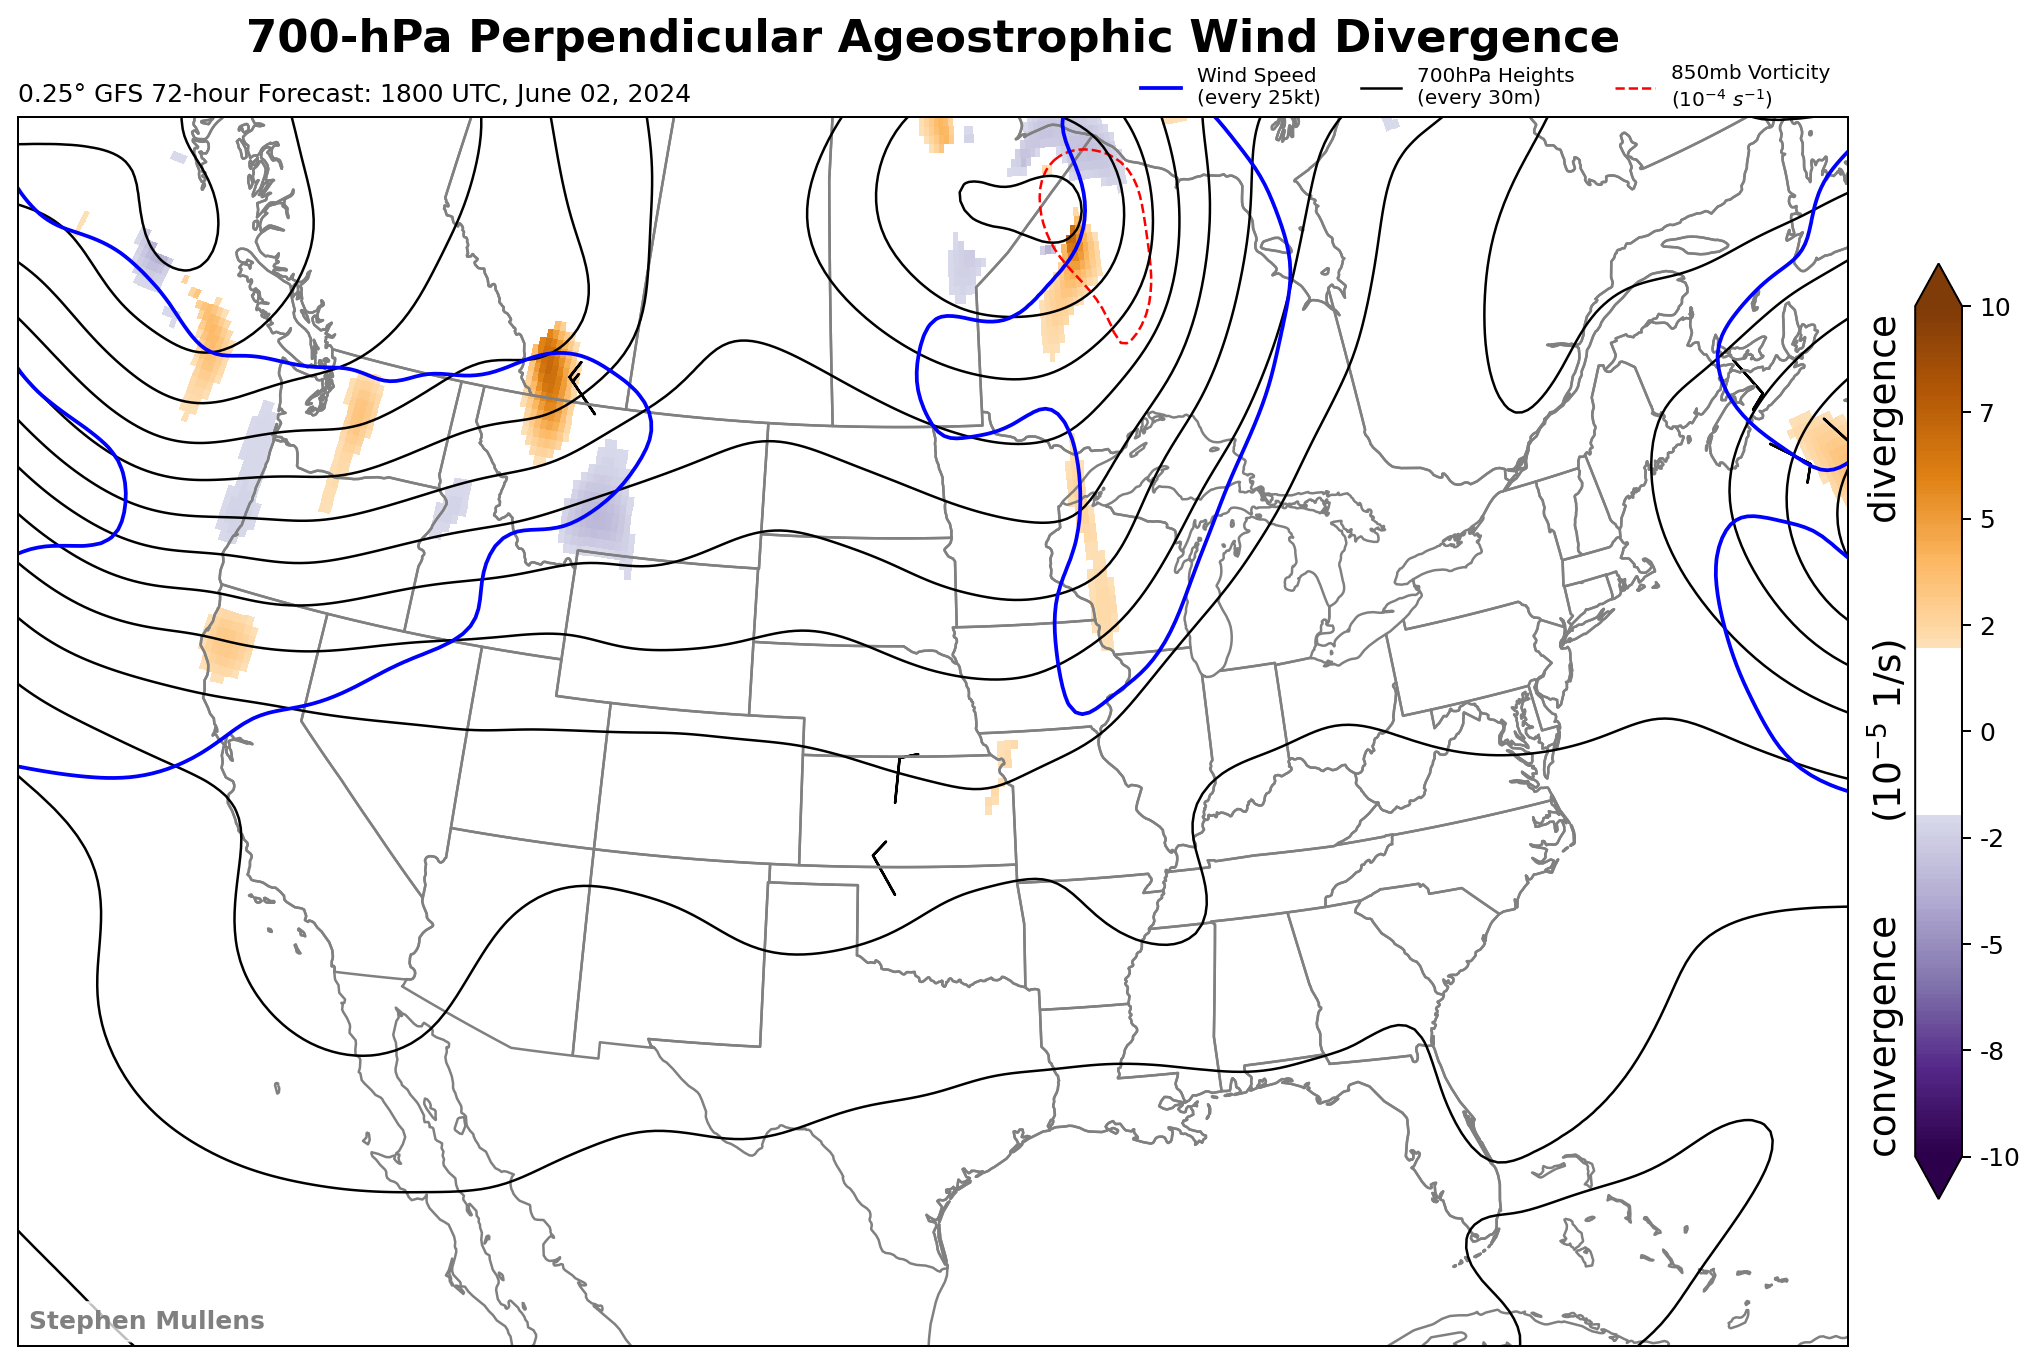 700-hPa Perpendicular Ageostrophic Wind Divergence
0.25° GFS 72-hour Forecast: 1800 UTC, June 02, 2024
Wind Speed
(every 25kt)
700hPa Heights
(every 30m)
850mb Vorticity
(10⁻⁴ s⁻¹)
10
7
5
2
0
-2
-5
-8
-10
convergence (10⁻⁵ 1/s) divergence
Stephen Mullens